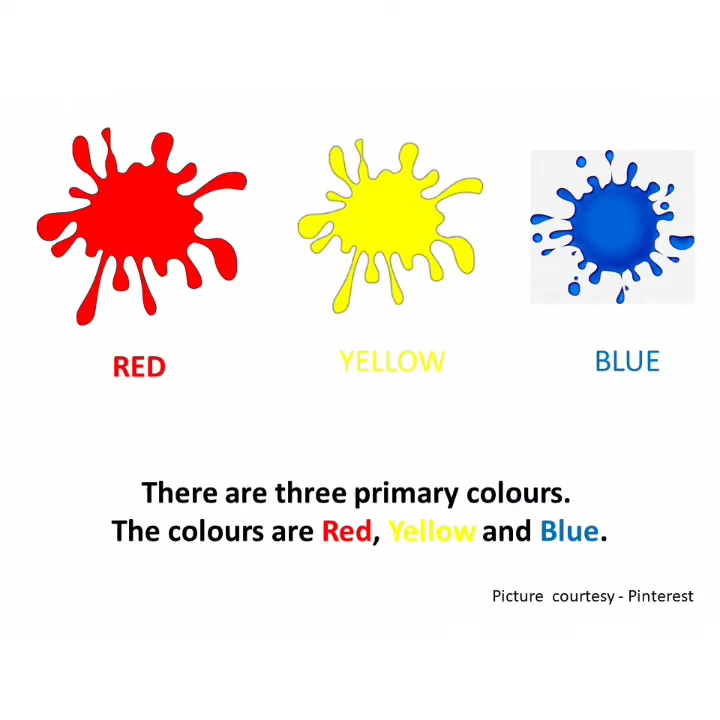 RED
YELLOW
BLUE
There are three primary colours.
The colours are Red, Yellow and Blue.
Picture courtesy - Pinterest